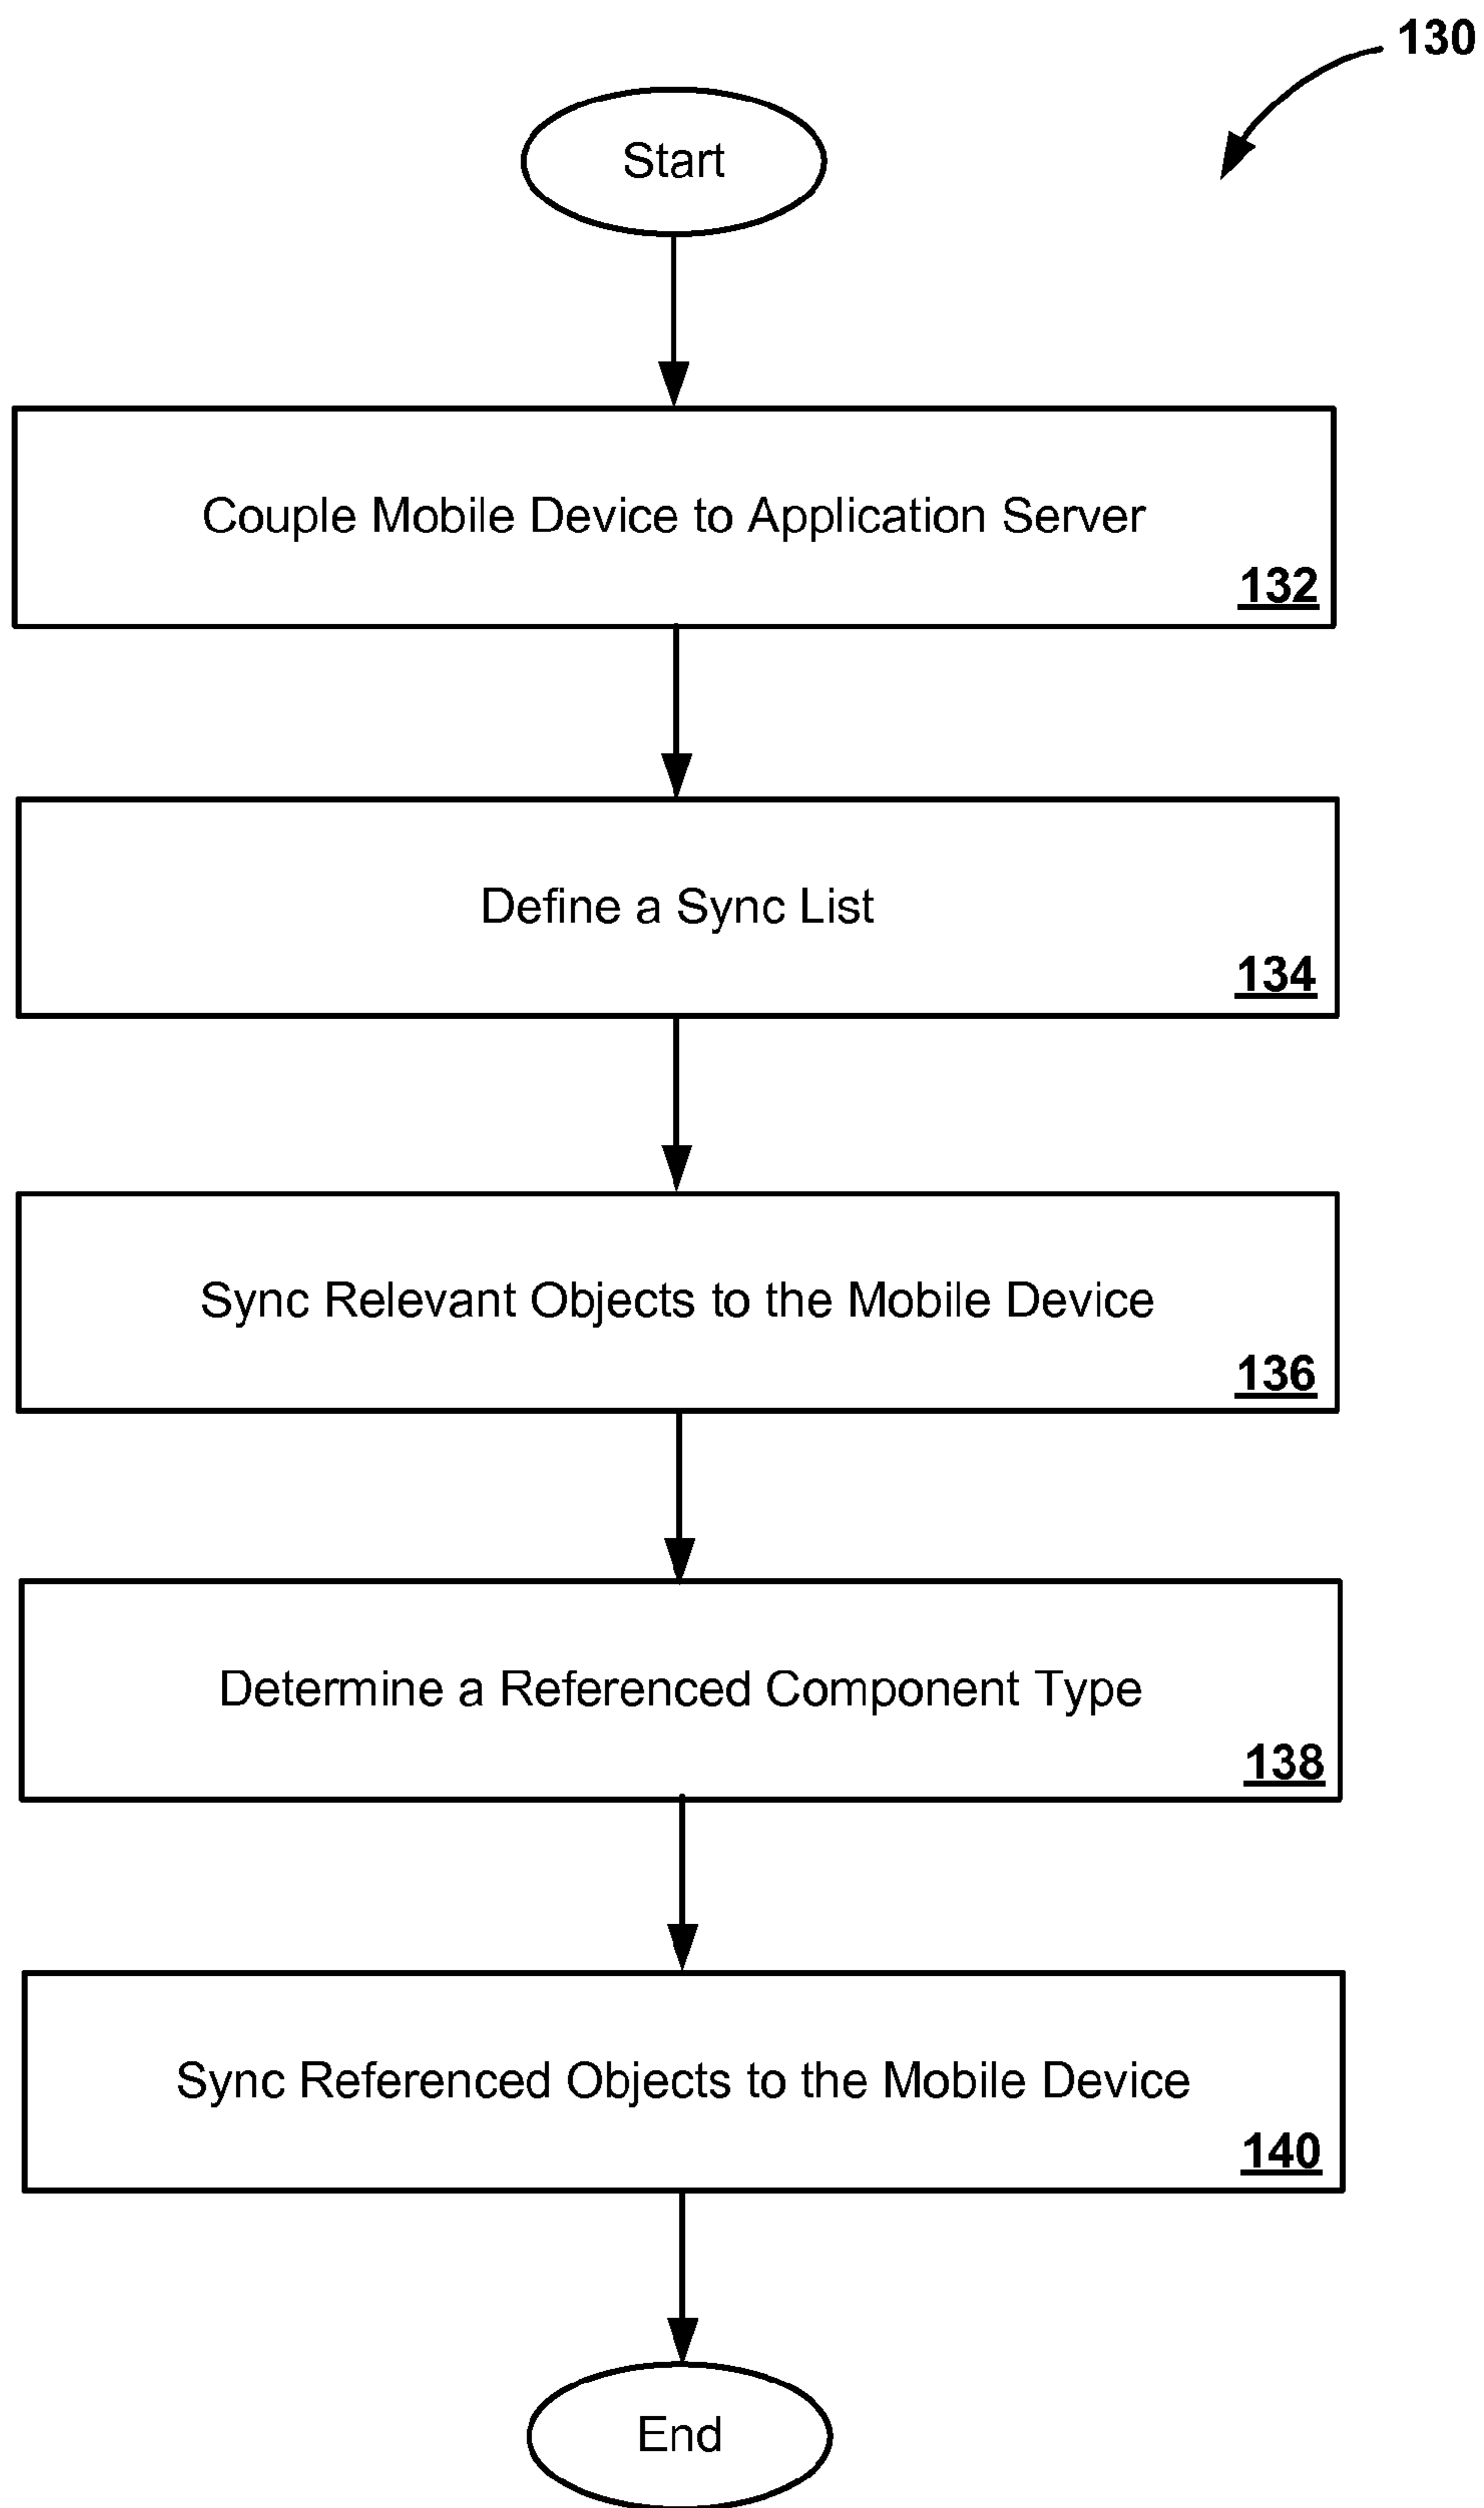 130
Start
Couple Mobile Device to Application Server
132
Define a Sync List
134
Sync Relevant Objects to the Mobile Device
136
Determine a Referenced Component Type
138
Sync Referenced Objects to the Mobile Device
140
End